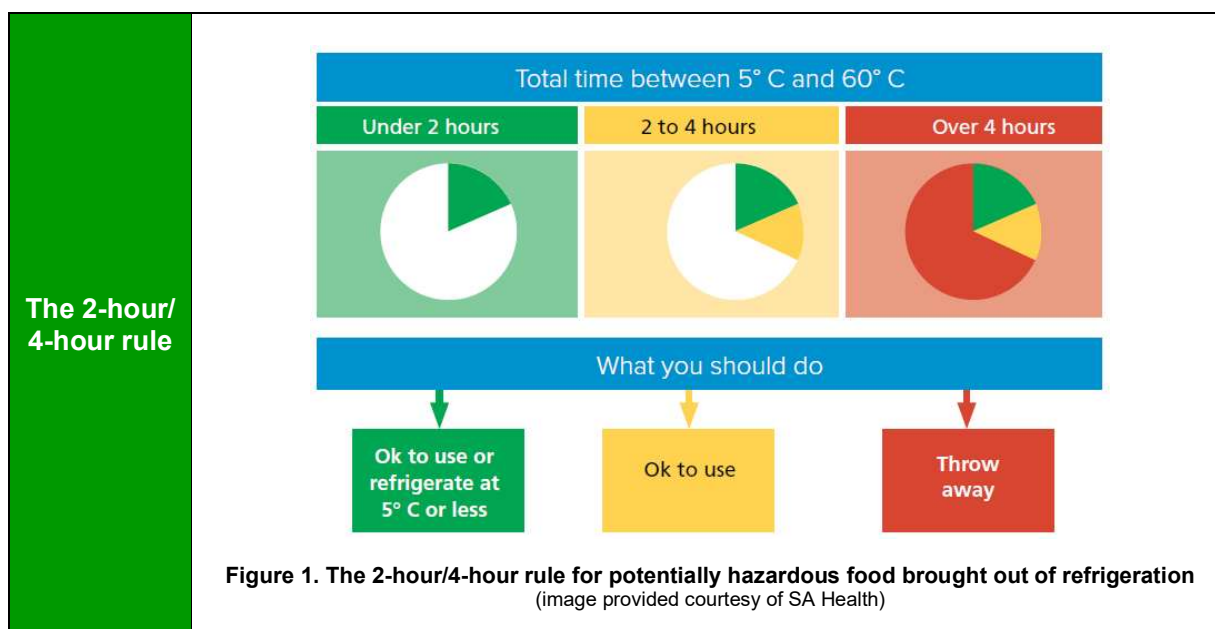 The 2-hour/
4-hour rule
Total time between 5° C and 60° C
Under 2 hours
2 to 4 hours
Over 4 hours
What you should do
Ok to use or
refrigerate at
5° C or less
Ok to use
Throw
away
Figure 1. The 2-hour/4-hour rule for potentially hazardous food brought out of refrigeration
(image provided courtesy of SA Health)